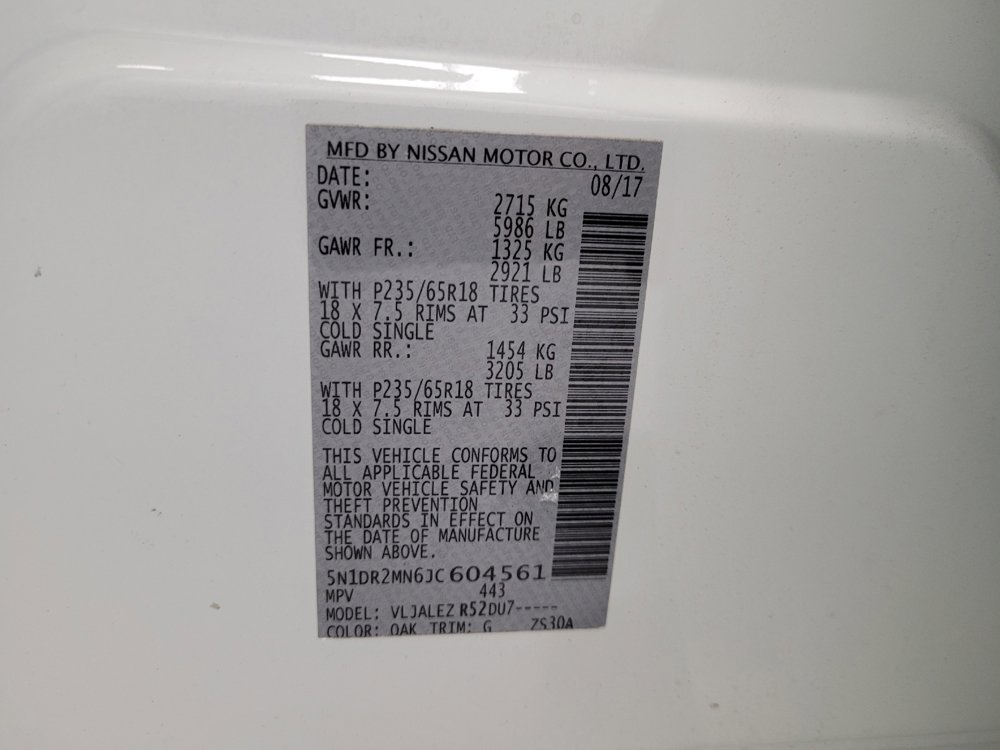 MFD BY NISSAN MOTOR CO., LTD.
DATE: 08/17
GVWR: 2715 KG
5986 LB
GAWR FR.: 1325 KG
2921 LB
WITH P235/65R18 TIRES
18 X 7.5 RIMS AT 33 PSI
COLD SINGLE
GAWR RR.: 1454 KG
3205 LB
WITH P235/65R18 TIRES
18 X 7.5 RIMS AT 33 PSI
COLD SINGLE
THIS VEHICLE CONFORMS TO
ALL APPLICABLE FEDERAL
MOTOR VEHICLE SAFETY AND
THEFT PREVENTION
STANDARDS IN EFFECT ON
THE DATE OF MANUFACTURE
SHOWN ABOVE.
5N1DR2MN6JC604561
MPV 443
MODEL: VLJALEZ R52DU7-----
COLOR: QAK TRIM: G ZS30A